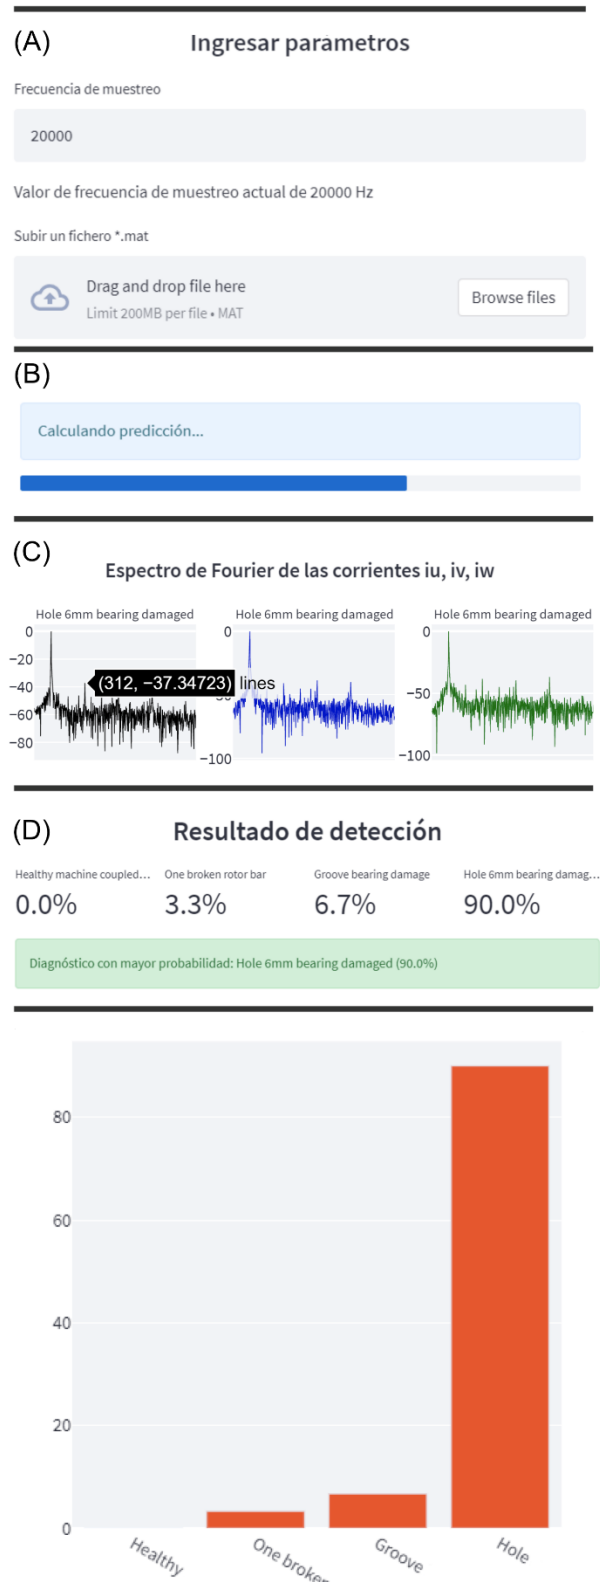 (A)
Ingresar parámetros
Frecuencia de muestreo
20000
Valor de frecuencia de muestreo actual de 20000 Hz
Subir un fichero *.mat
Drag and drop file here
Limit 200MB per file • MAT
Browse files
(B)
Calculando predicción...
(C)
Espectro de Fourier de las corrientes iu, iv, iw
Hole 6mm bearing damaged
Hole 6mm bearing damaged
Hole 6mm bearing damaged
0
−20
−40
−60
−80
(312, −37.34723) lines
0
−100
0
−50
−100
(D)
Resultado de detección
Healthy machine coupled...
One broken rotor bar
Groove bearing damage
Hole 6mm bearing damag...
0.0%
3.3%
6.7%
90.0%
Diagnóstico con mayor probabilidad: Hole 6mm bearing damaged (90.0%)
80
60
40
20
0
Healthy
One broken
Groove
Hole